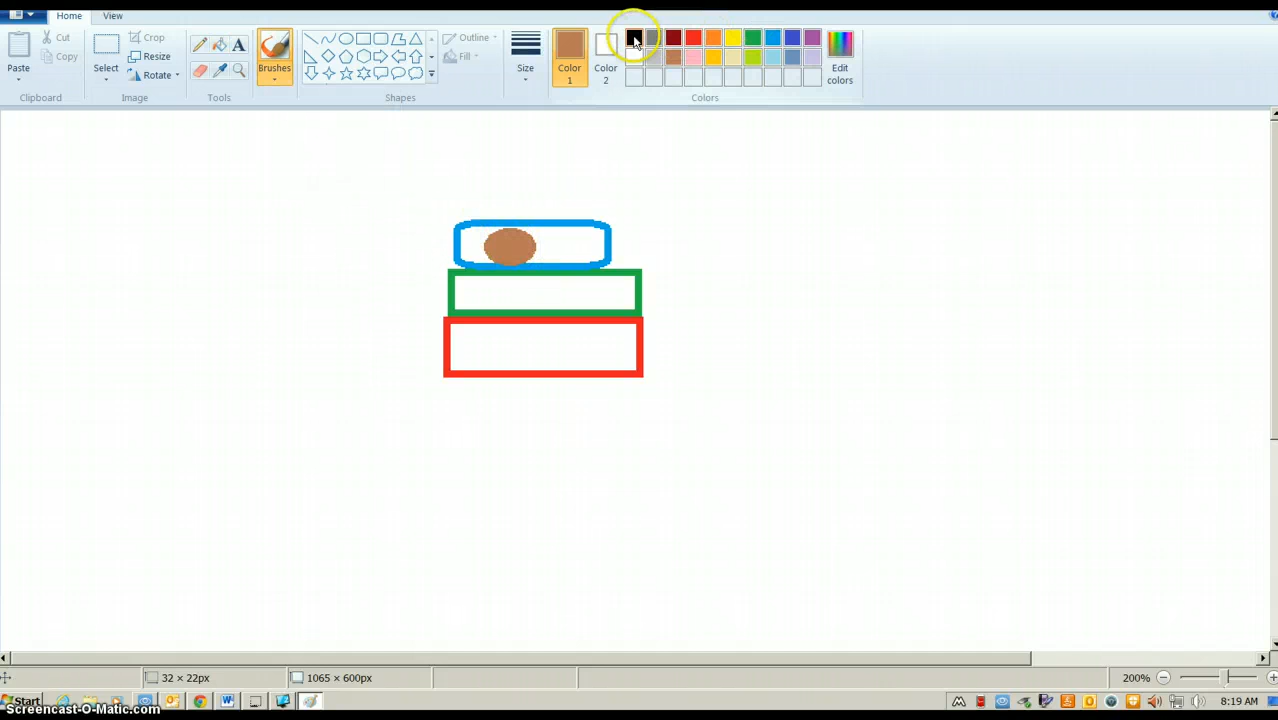 Home View
Cut
Copy
Paste
Clipboard
Crop
Resize
Rotate
Select
Image
A
Tools
Brushes
Outline
Fill
Shapes
Size
Color
1
Color
2
Edit
colors
Colors
32 × 22px
1065 × 600px
200%
Start
W
8:19 AM
Screencast-O-Matic.com